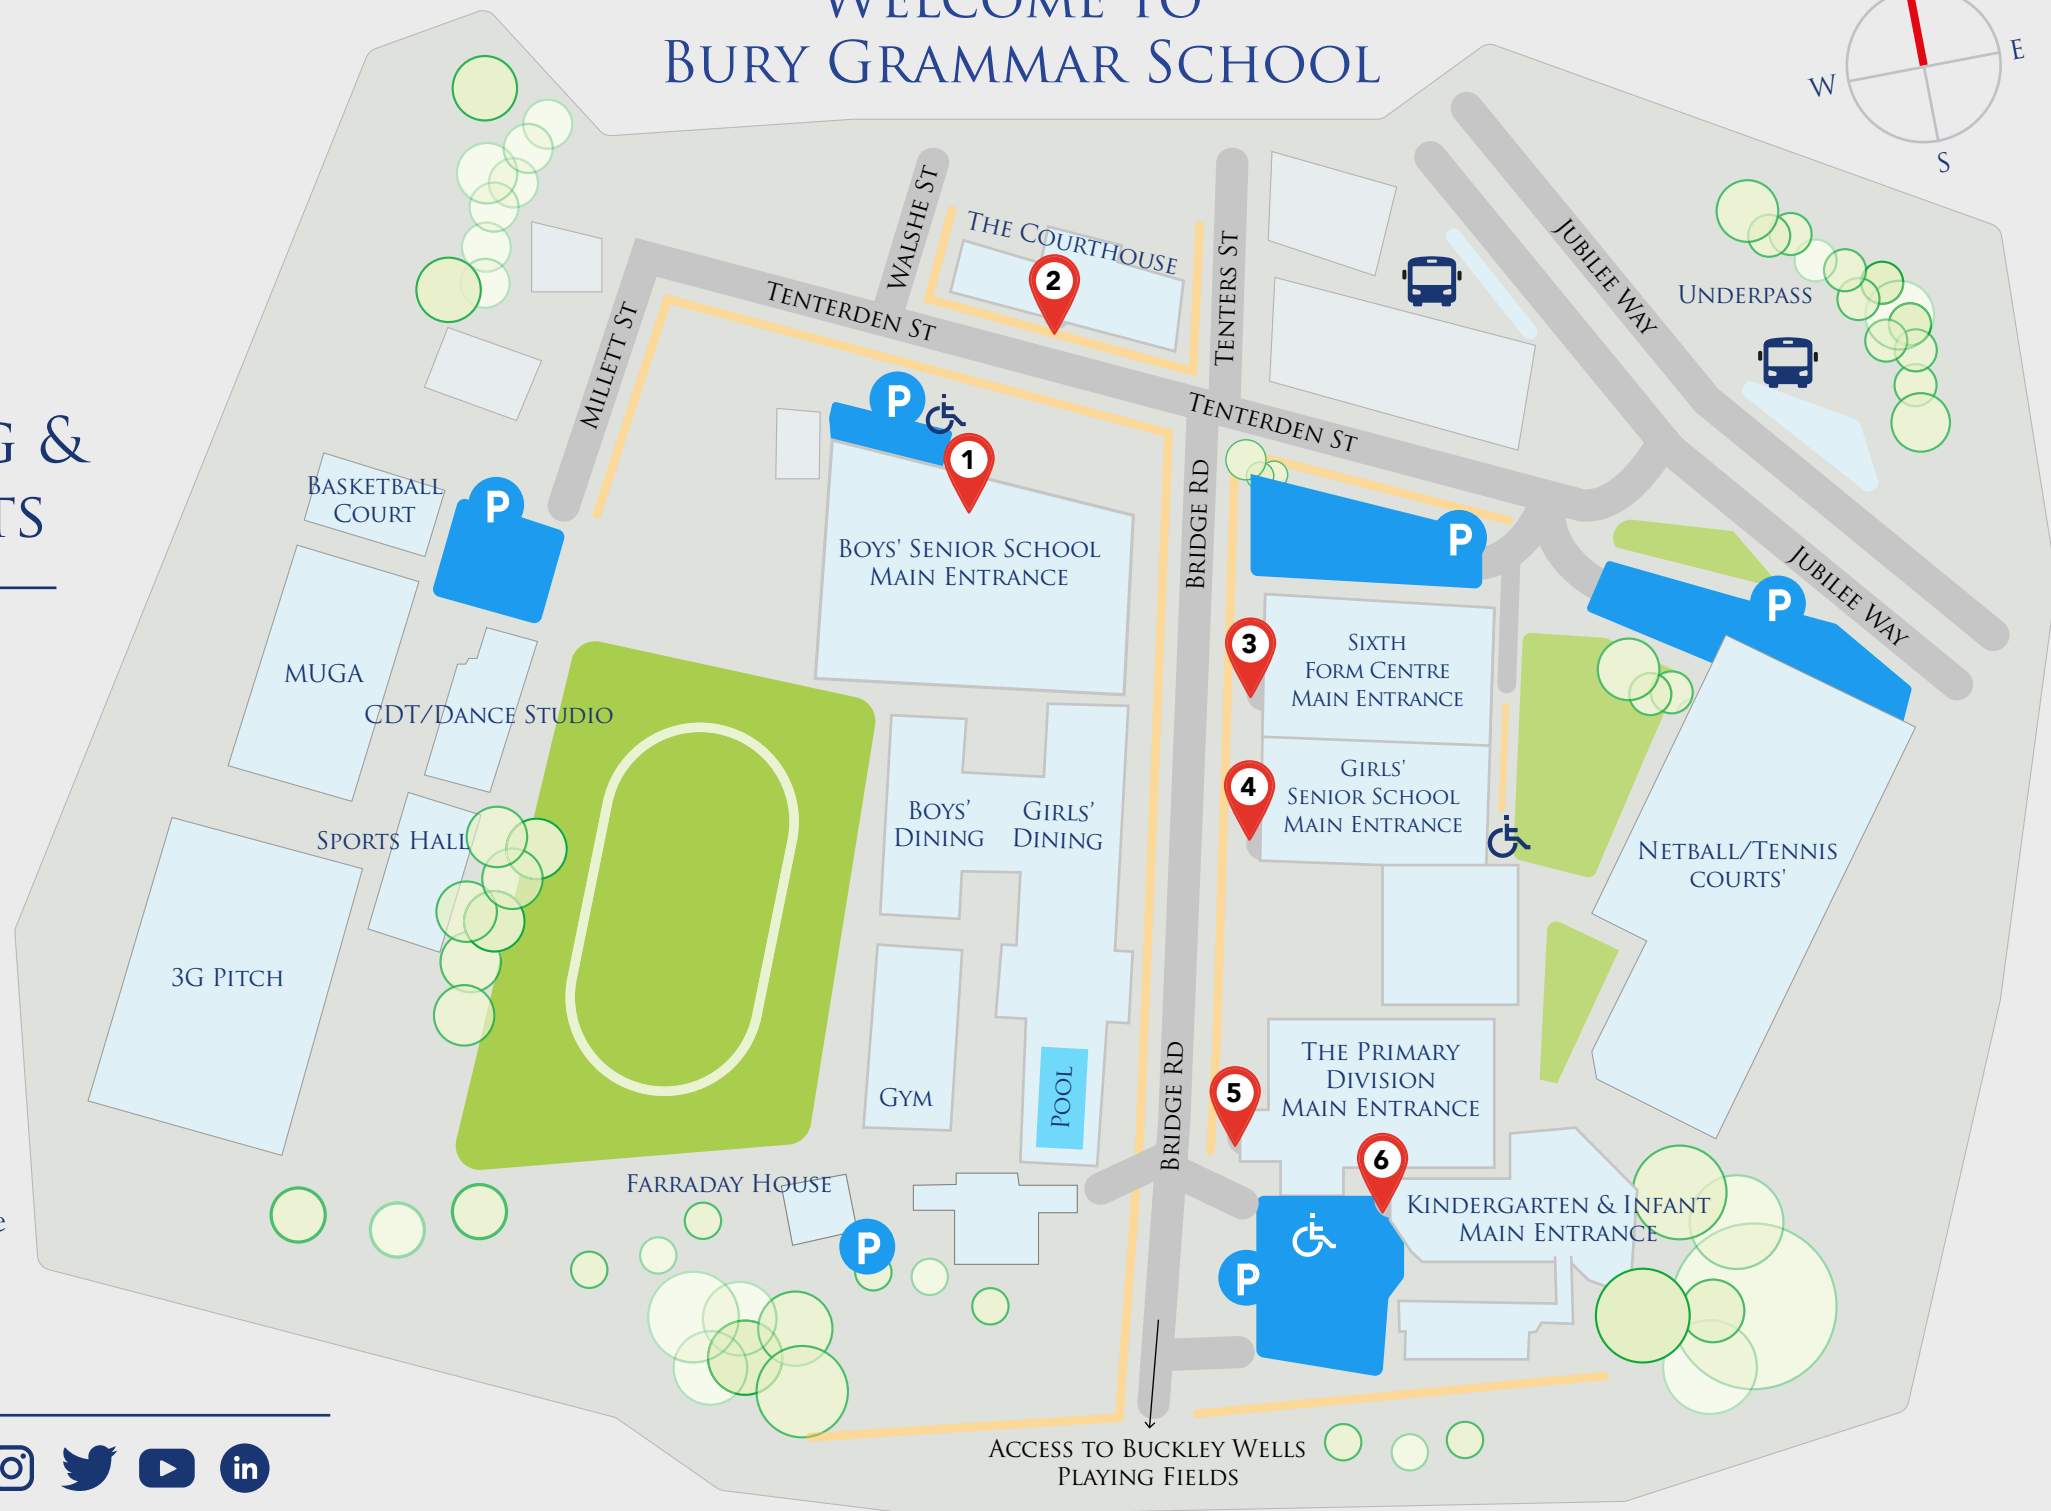 WELCOME TO
BURY GRAMMAR SCHOOL
E
W
S
G &
TS
e
in
WALSHE ST
THE COURTHOUSE
2
TENTERS ST
JUBILEE WAY
UNDERPASS
TENTERDEN ST
MILLETT ST
P
1
TENTERDEN ST
BASKETBALL
COURT
P
BOYS' SENIOR SCHOOL
MAIN ENTRANCE
BRIDGE RD
P
JUBILEE WAY
P
3
SIXTH
FORM CENTRE
MAIN ENTRANCE
MUGA
CDT/DANCE STUDIO
4
GIRLS'
SENIOR SCHOOL
MAIN ENTRANCE
BOYS'
DINING
GIRLS'
DINING
SPORTS HALL
NETBALL/TENNIS
COURTS'
3G PITCH
GYM
POOL
BRIDGE RD
5
THE PRIMARY
DIVISION
MAIN ENTRANCE
6
FARRADAY HOUSE
P
KINDERGARTEN & INFANT
MAIN ENTRANCE
P
ACCESS TO BUCKLEY WELLS
PLAYING FIELDS